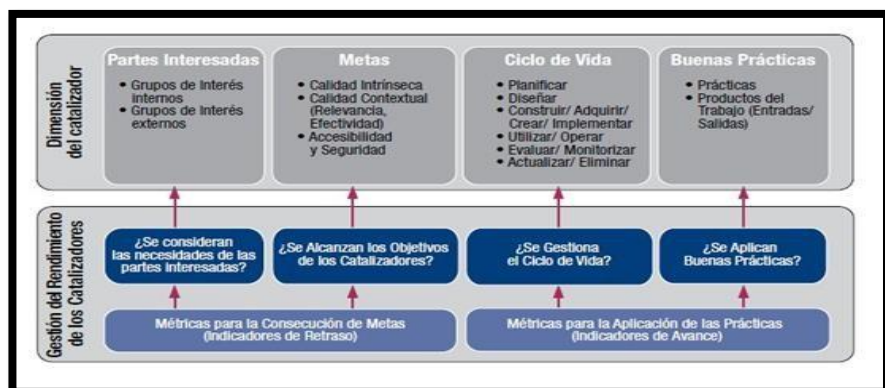 Dimensión
del catalizador
Partes Interesadas
• Grupos de Interés
internos
• Grupos de Interés
externos
Metas
• Calidad Intrínseca
• Calidad Contextual
(Relevancia,
Efectividad)
• Accesibilidad
y Seguridad
Ciclo de Vida
• Planificar
• Diseñar
• Construir/ Adquirir/
Crear/ Implementar
• Utilizar/ Operar
• Evaluar/ Monitorizar
• Actualizar/ Eliminar
Buenas Prácticas
• Prácticas
• Productos del
Trabajo (Entradas/
Salidas)
Gestión del Rendimiento
de los Catalizadores
¿Se consideran
las necesidades de las
partes interesadas?
¿Se Alcanzan los Objetivos
de los Catalizadores?
¿Se Gestiona
el Ciclo de Vida?
¿Se Aplican
Buenas Prácticas?
Métricas para la Consecución de Metas
(Indicadores de Retraso)
Métricas para la Aplicación de las Prácticas
(Indicadores de Avance)